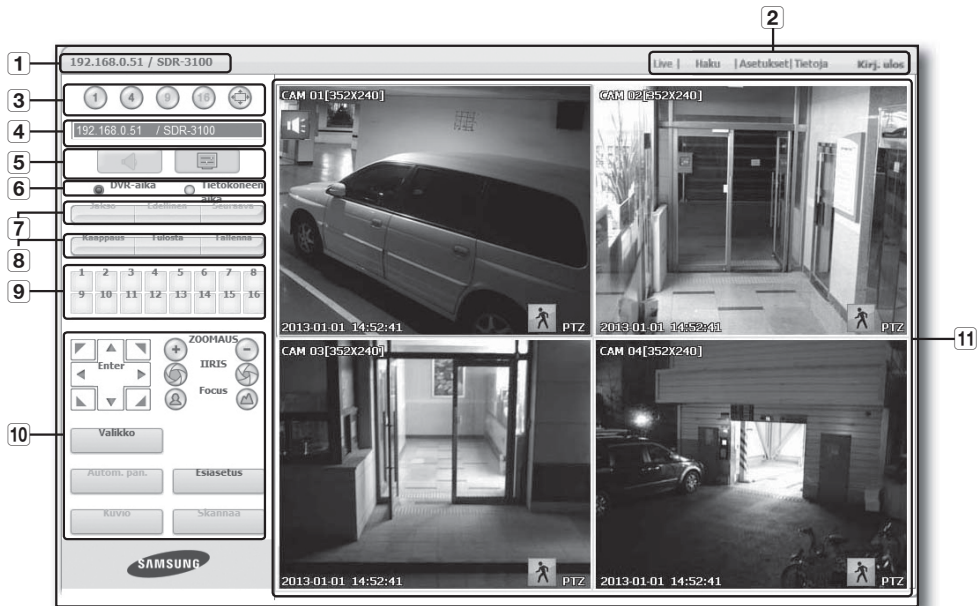 2
1
192.168.0.51 / SDR-3100
Live | Haku |Asetukset| Tietoja Kirj. ulos
3
1 4 9 16
4
192.168.0.51 / SDR-3100
5
6
DVR-aika Tietokoneen aika
7
Jakso Edellinen Seuraava
8
Kaappaus Tulosta Tallenna
9
1 2 3 4 5 6 7 8
9 10 11 12 13 14 15 16
10
ZOOMAUS
Enter
IIRIS
Focus
Valikko
Autom. pan. Esiasetus
Kuvio Skannaa
SAMSUNG
CAM 01[352X240]
2013-01-01 14:52:41 PTZ
CAM 02[352X240]
2013-01-01 14:52:41 PTZ
CAM 03[352X240]
2013-01-01 14:52:41 PTZ
CAM 04[352X240]
2013-01-01 14:52:41 PTZ
11